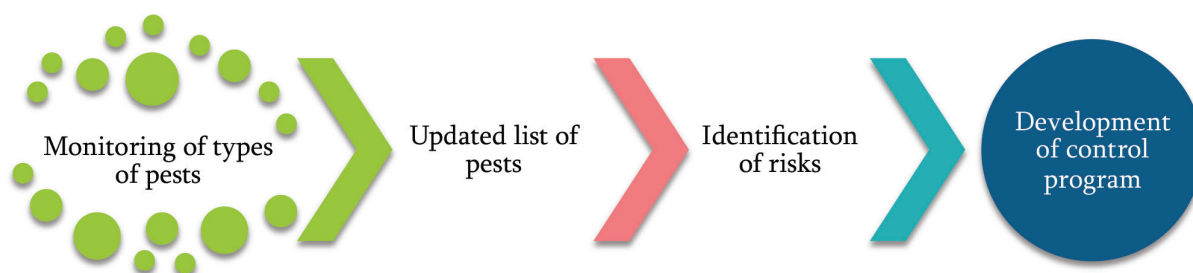 Monitoring of types
of pests
Updated list of
pests
Identification
of risks
Development
of control
program